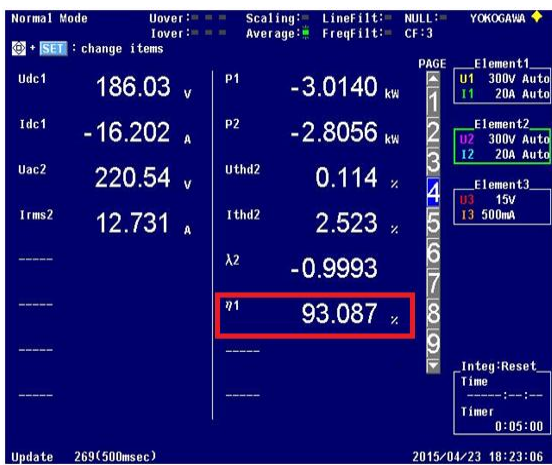 Normal Mode Uover: Scaling: LineFilt: NULL: YOKOGAWA
Iover: Average: FreqFilt: CF:3
+ SET : change items
PAGE
Udc1 186.03 V
P1 -3.0140 kW
Idc1 -16.202 A
P2 -2.8056 kW
Uac2 220.54 V
Uthd2 0.114 %
Irms2 12.731 A
Ithd2 2.523 %
-----
λ2 -0.9993
-----
η1 93.087 %
-----
-----
-----
-----
1
2
3
4
5
6
7
8
9
Element1
U1 300V Auto
I1 20A Auto
Element2
U2 300V Auto
I2 20A Auto
Element3
U3 15V
I3 500mA
Integ:Reset
Time
-----:--:--
Timer
0:05:00
Update 269(500msec) 2015/04/23 18:23:06